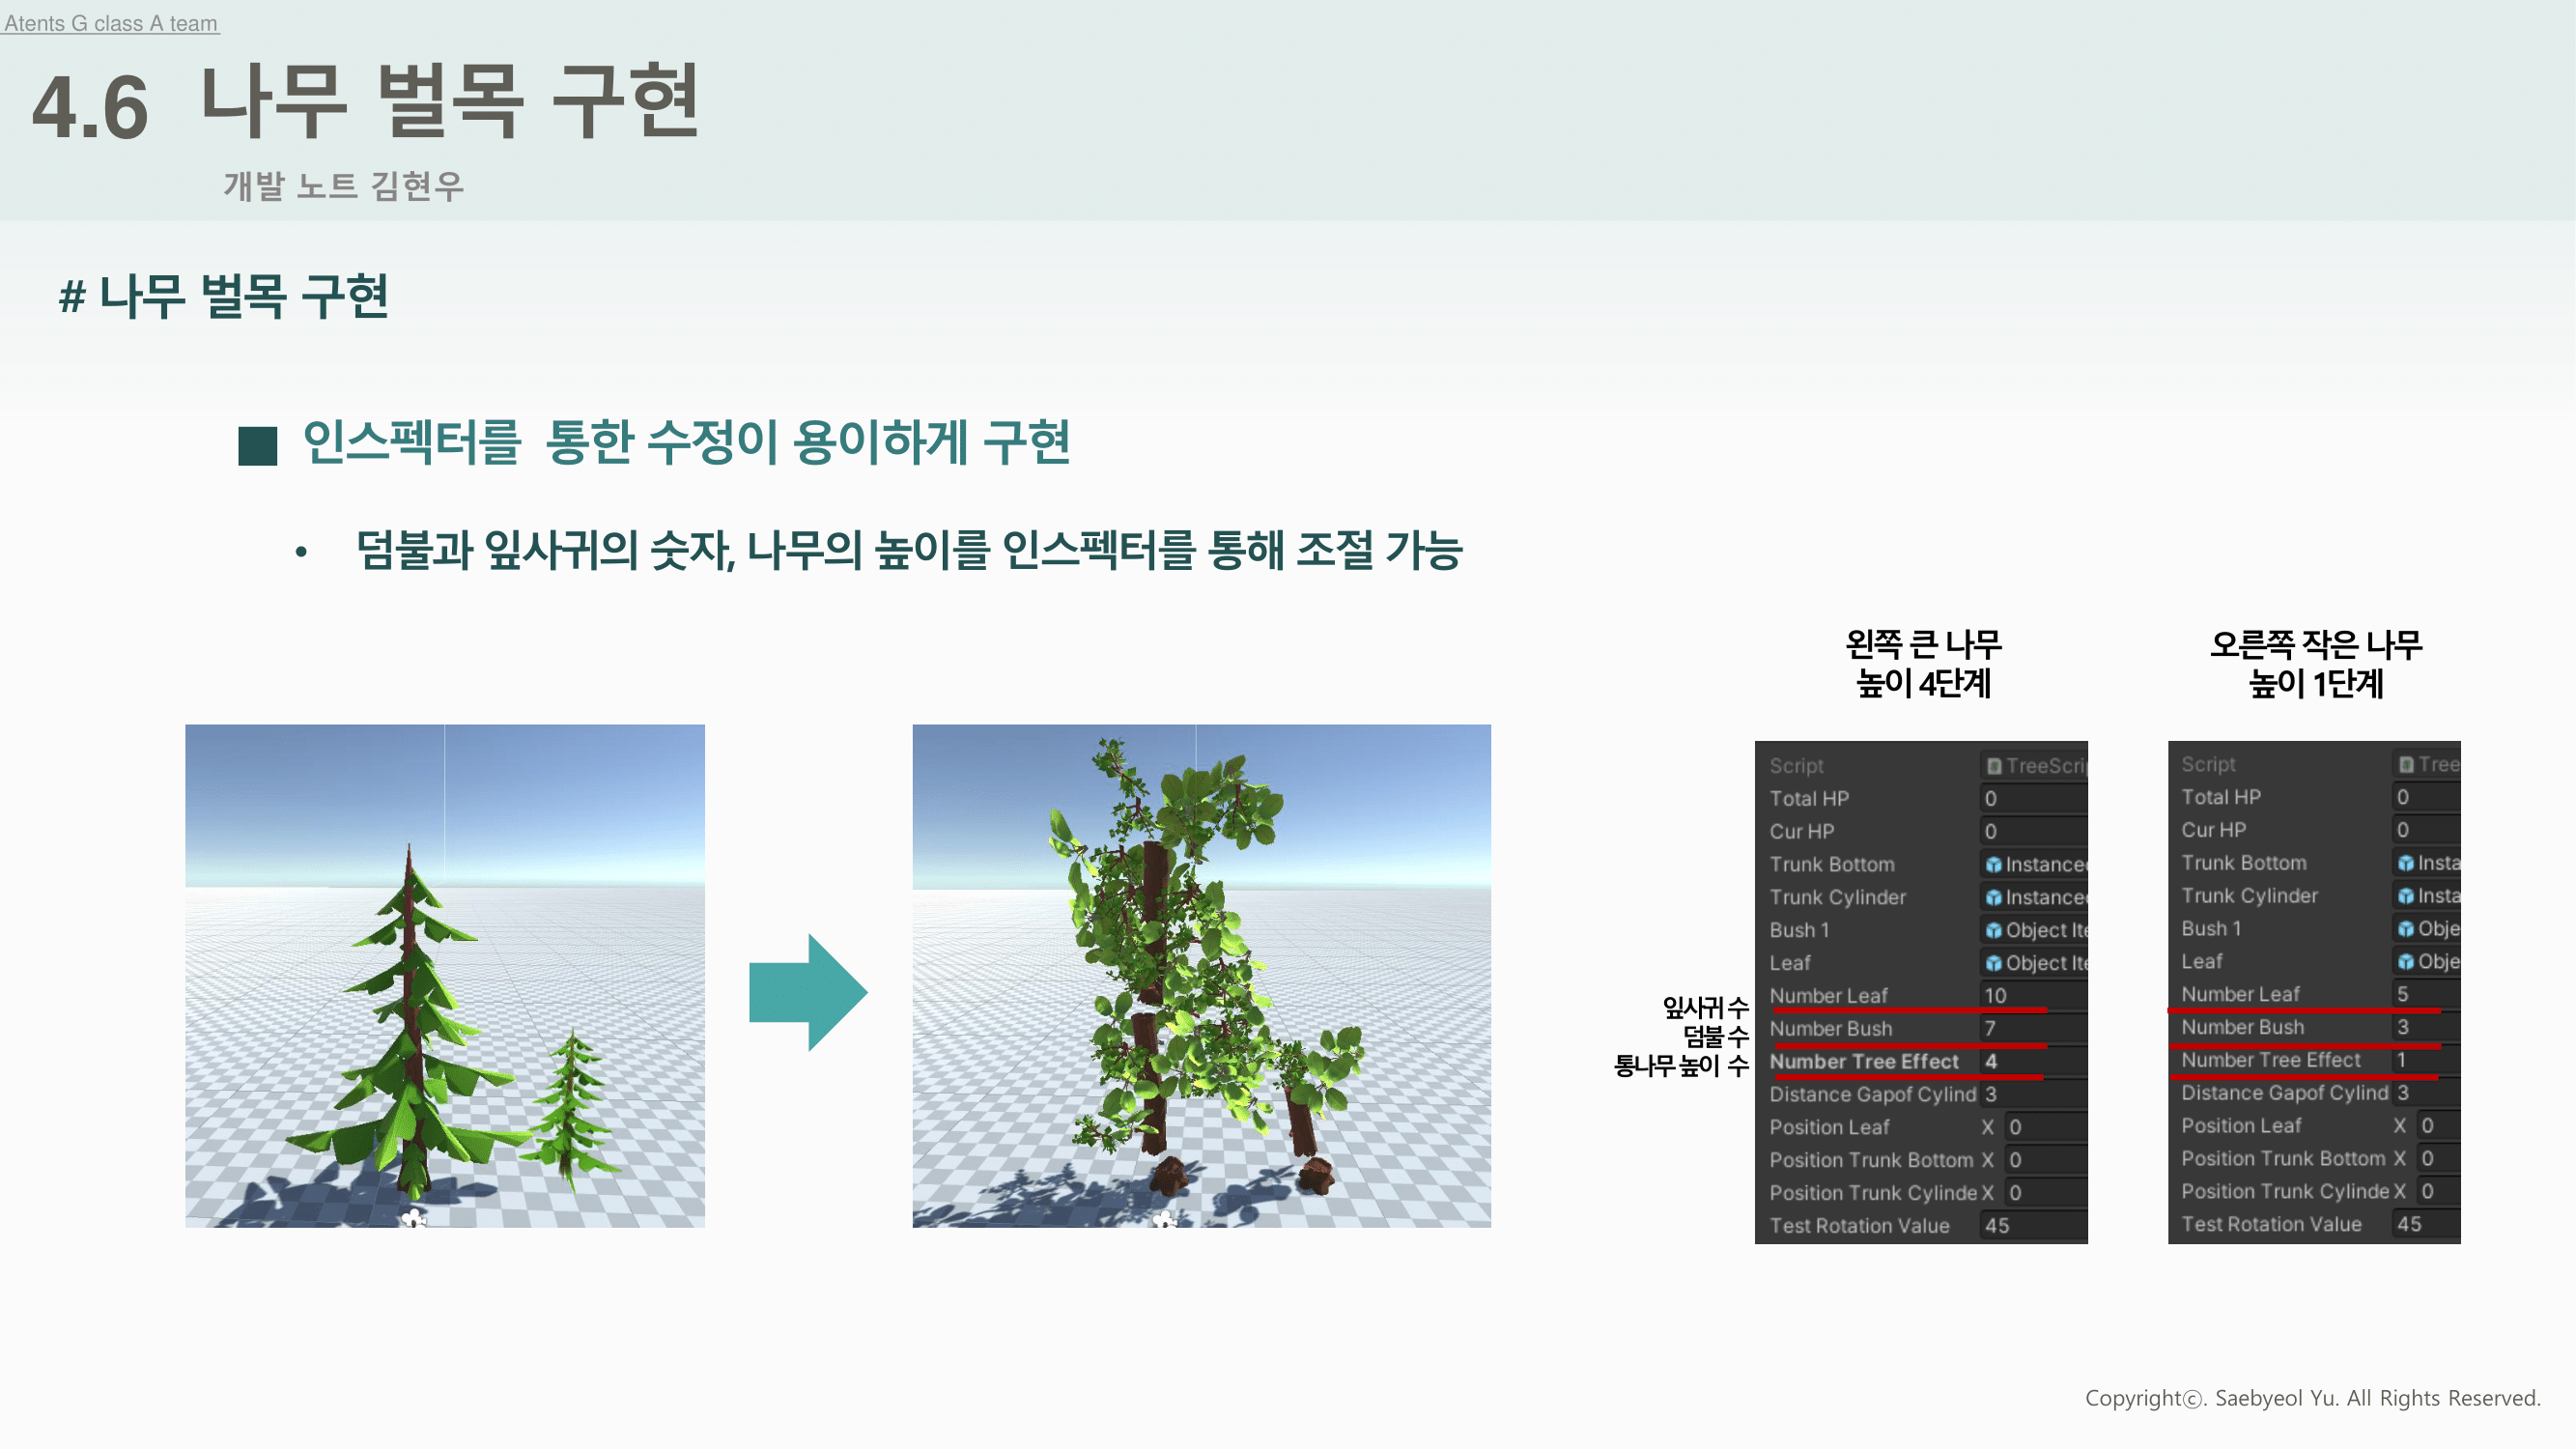 Atents G class A team
4.6 나무 벌목 구현
개발 노트 김현우
# 나무 벌목 구현
인스펙터를 통한 수정이 용이하게 구현
• 덤불과 잎사귀의 숫자, 나무의 높이를 인스펙터를 통해 조절 가능
왼쪽 큰 나무
높이 4단계
오른쪽 작은 나무
높이 1단계
잎사귀 수
덤불 수
통나무 높이 수
Script TreeScri
Total HP 0
Cur HP 0
Trunk Bottom Instance
Trunk Cylinder Instance
Bush 1 Object Ite
Leaf Object Ite
Number Leaf 10
Number Bush 7
Number Tree Effect 4
Distance Gapof Cylind 3
Position Leaf X 0
Position Trunk Bottom X 0
Position Trunk Cylinde X 0
Test Rotation Value 45
Script Tree
Total HP 0
Cur HP 0
Trunk Bottom Insta
Trunk Cylinder Insta
Bush 1 Obje
Leaf Obje
Number Leaf 5
Number Bush 3
Number Tree Effect 1
Distance Gapof Cylind 3
Position Leaf X 0
Position Trunk Bottom X 0
Position Trunk Cylinde X 0
Test Rotation Value 45
Copyrightⓒ. Saebyeol Yu. All Rights Reserved.